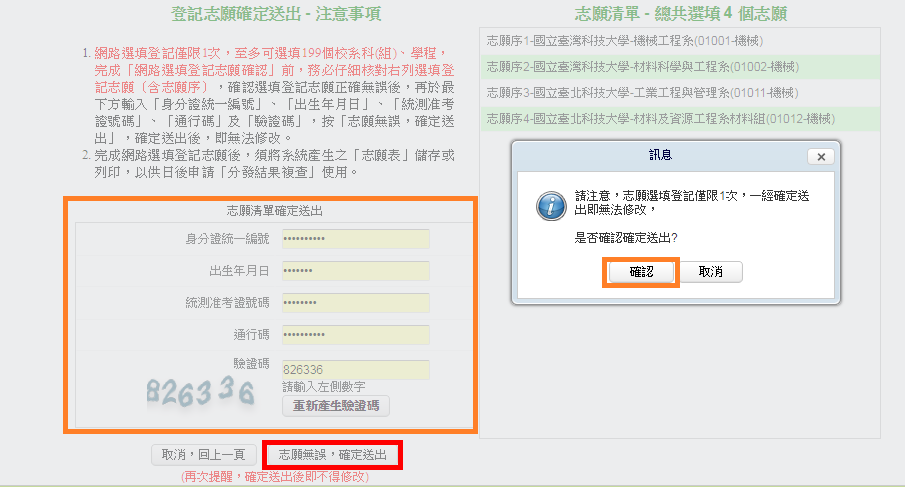 登記志願確定送出 - 注意事項
1. 網路選填登記僅限1次，至多可選填199個校系科(組)、學程，
完成「網路選填登記志願確認」前，務必仔細核對右列選填登
記志願〔含志願序〕，確認選填登記志願正確無誤後，再於最
下方輸入「身分證統一編號」、「出生年月日」、「統測准考
證號碼」、「通行碼」及「驗證碼」，按「志願無誤，確定送
出」，確定送出後，即無法修改。
2. 完成網路選填登記志願後，須將系統產生之「志願表」儲存或
列印，以供日後申請「分發結果複查」使用。
志願清單確定送出
身分證統一編號 ••••••••••
出生年月日 •••••••
統測准考證號碼 ••••••••
通行碼 ••••••••••
驗證碼 826336
826336
請輸入左側數字
重新產生驗證碼
取消，回上一頁 志願無誤，確定送出
(再次提醒，確定送出後即不得修改)
志願清單 - 總共選填 4 個志願
志願序1-國立臺灣科技大學-機械工程系(01001-機械)
志願序2-國立臺灣科技大學-材料科學與工程系(01002-機械)
志願序3-國立臺北科技大學-工業工程與管理系(01011-機械)
志願序4-國立臺北科技大學-材料及資源工程系材料組(01012-機械)
訊息
請注意，志願選填登記僅限1次，一經確定送
出即無法修改，
是否確認確定送出?
確認 取消